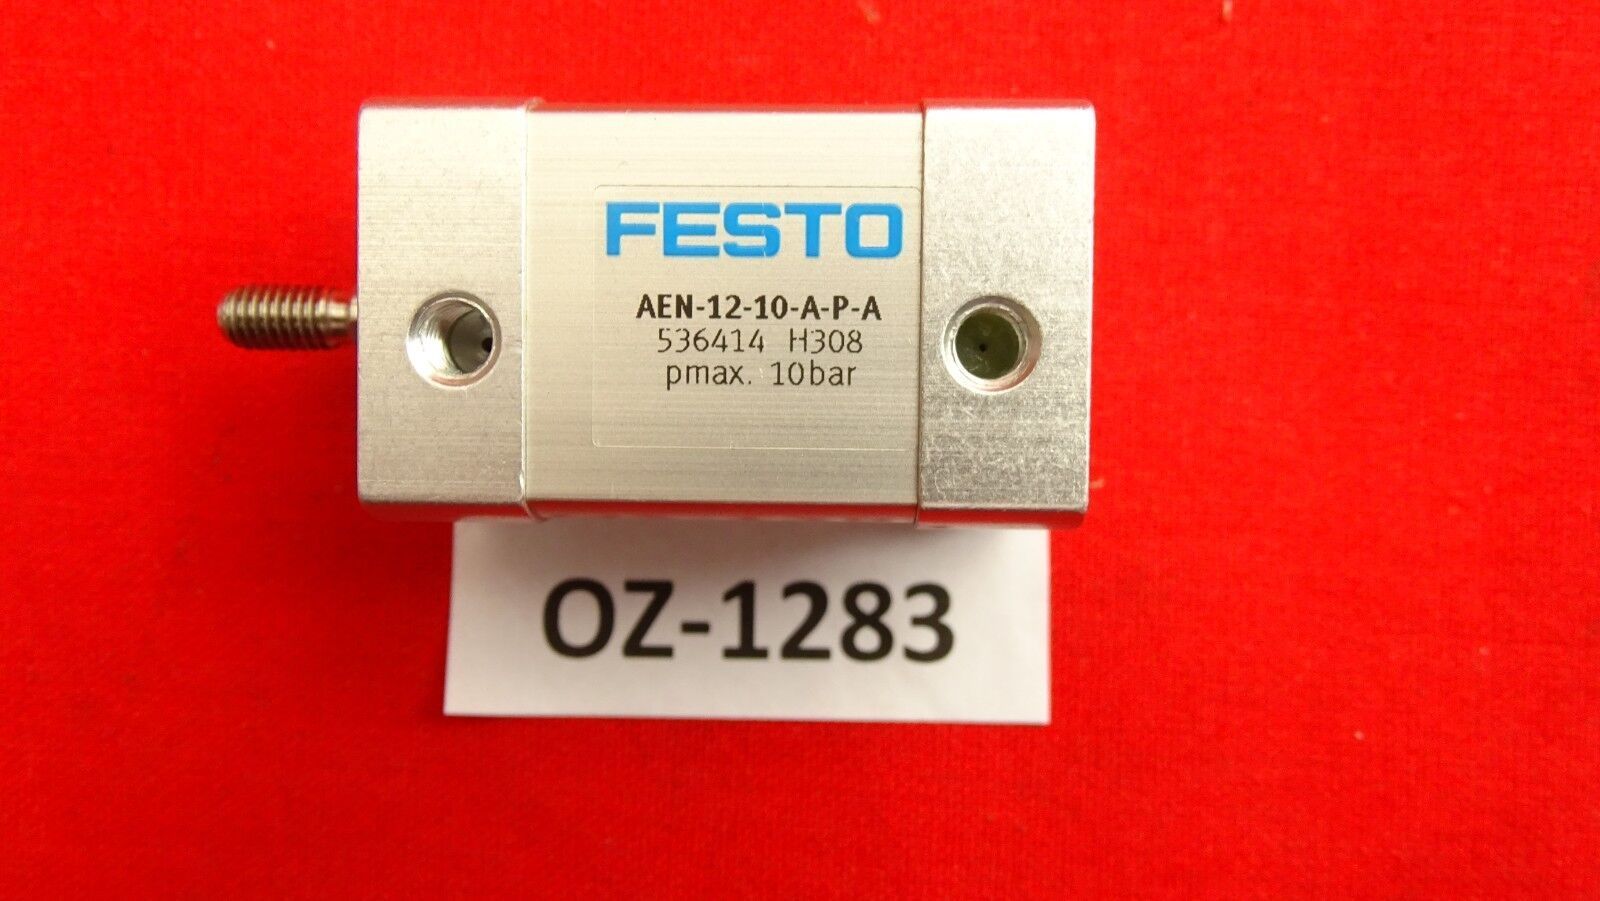 FESTO
AEN-12-10-A-P-A
536414 H308
pmax. 10bar
OZ-1283